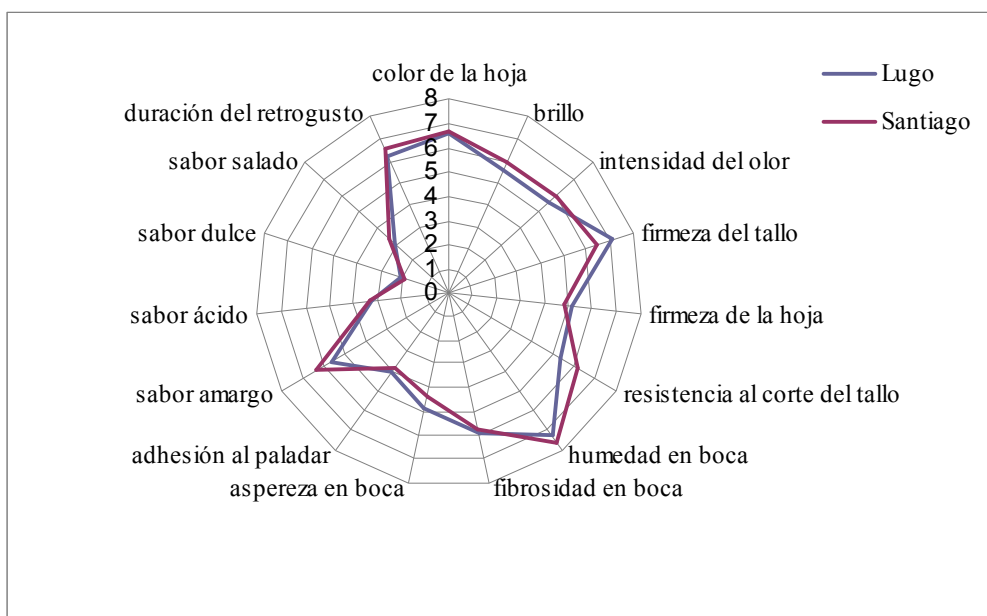 color de la hoja
brillo
intensidad del olor
firmeza del tallo
firmeza de la hoja
resistencia al corte del tallo
humedad en boca
fibrosidad en boca
aspereza en boca
adhesión al paladar
sabor amargo
sabor ácido
sabor dulce
sabor salado
duración del retrogusto
8
7
6
5
4
3
2
1
0
Lugo
Santiago